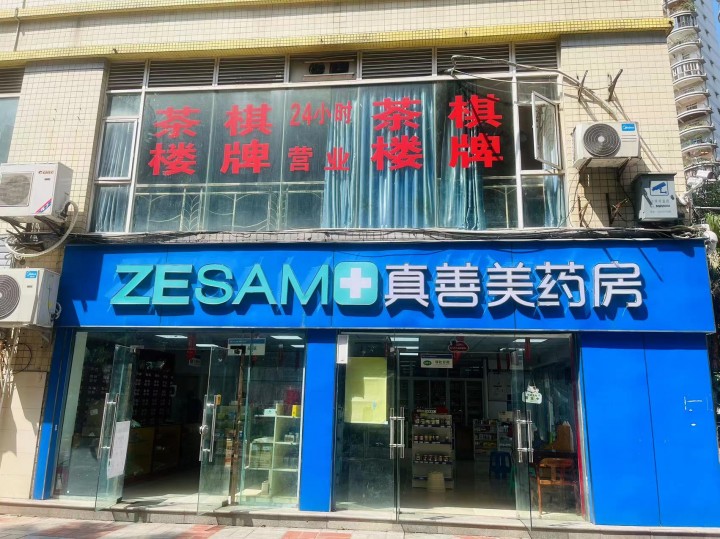 茶 棋 24小时 茶 棋
楼 牌 营业 楼 牌
ZESAM 真善美药房